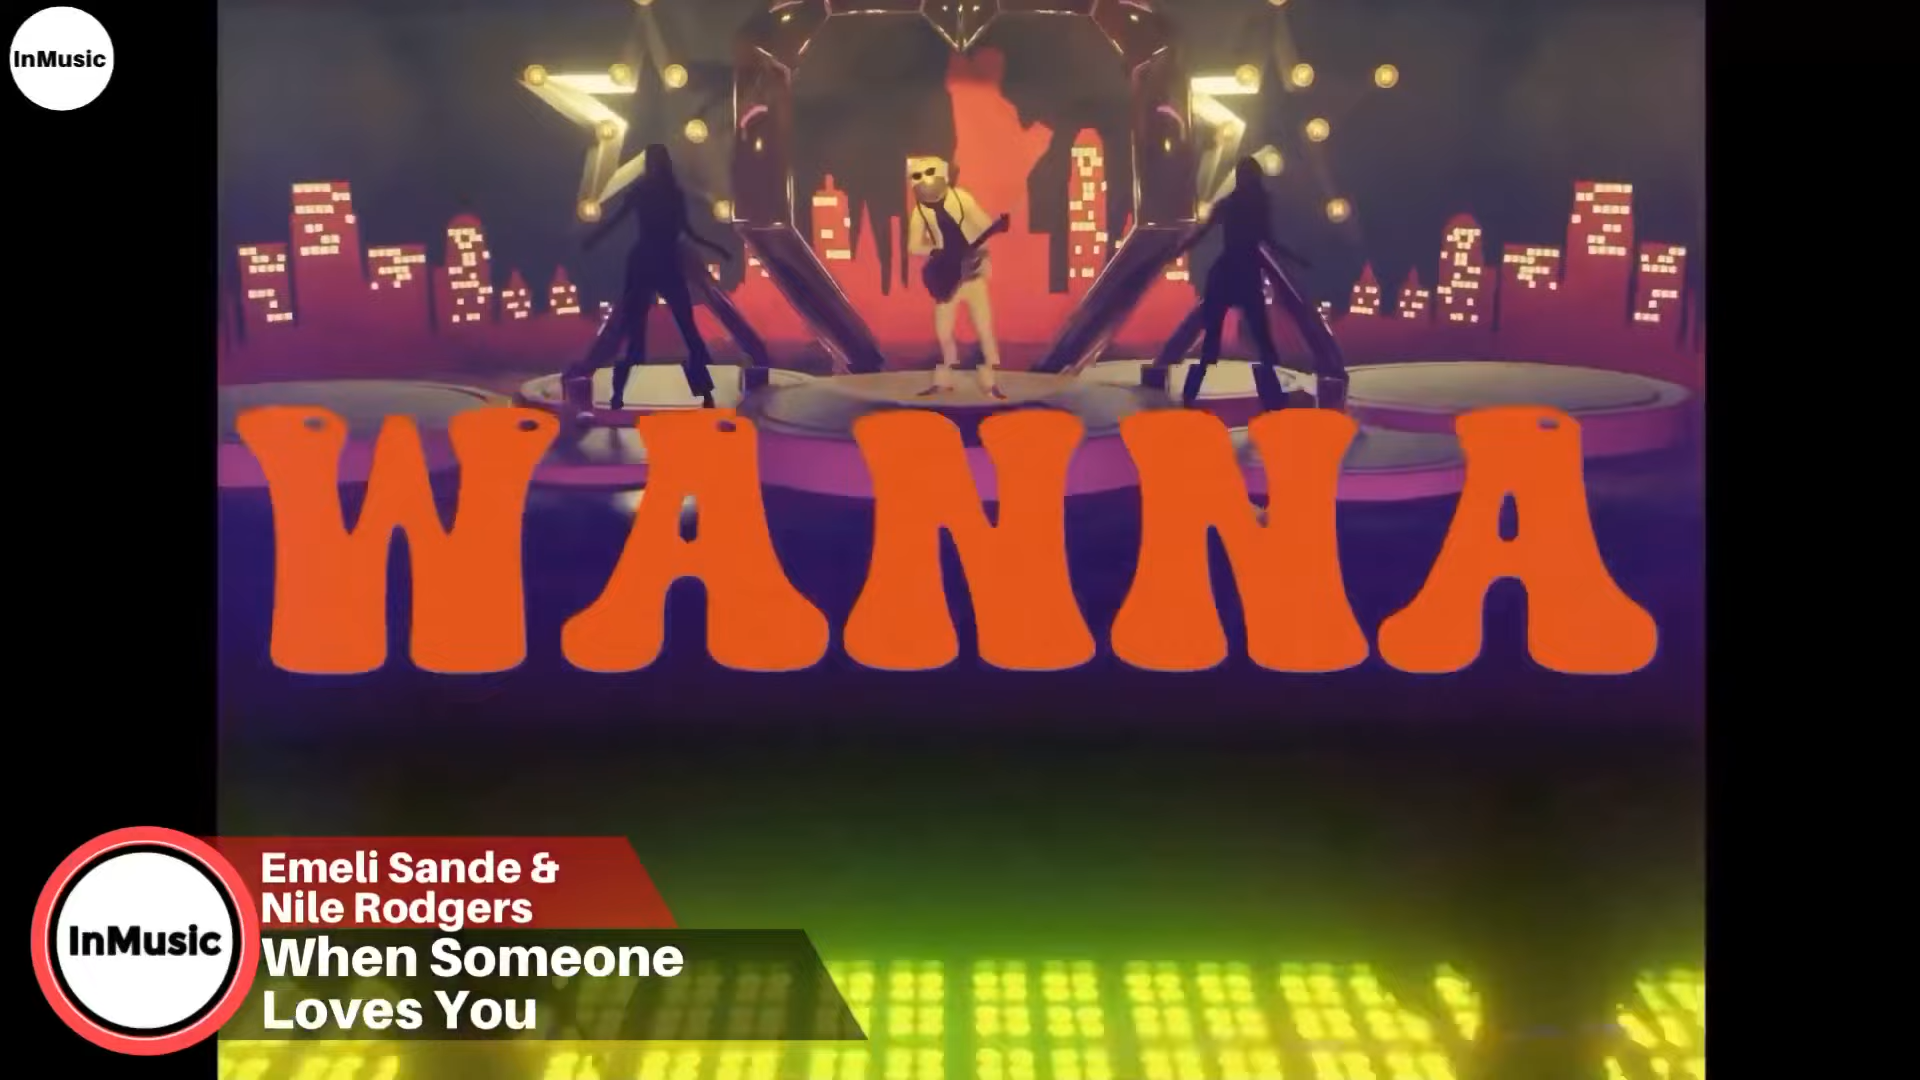 InMusic
WANNA
Emeli Sande &
Nile Rodgers
InMusic
When Someone
Loves You